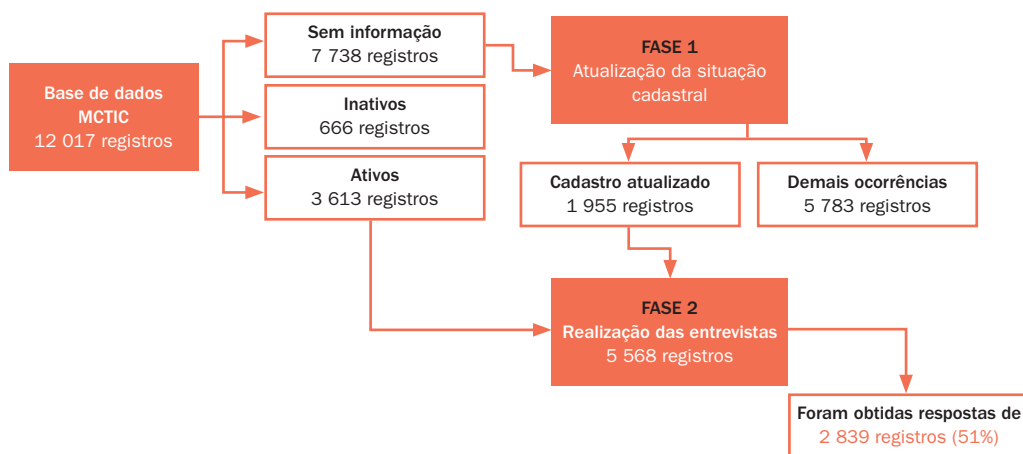 Base de dados
MCTIC
12 017 registros
Sem informação
7 738 registros
Inativos
666 registros
Ativos
3 613 registros
FASE 1
Atualização da situação
cadastral
Cadastro atualizado
1 955 registros
Demais ocorrências
5 783 registros
FASE 2
Realização das entrevistas
5 568 registros
Foram obtidas respostas de
2 839 registros (51%)